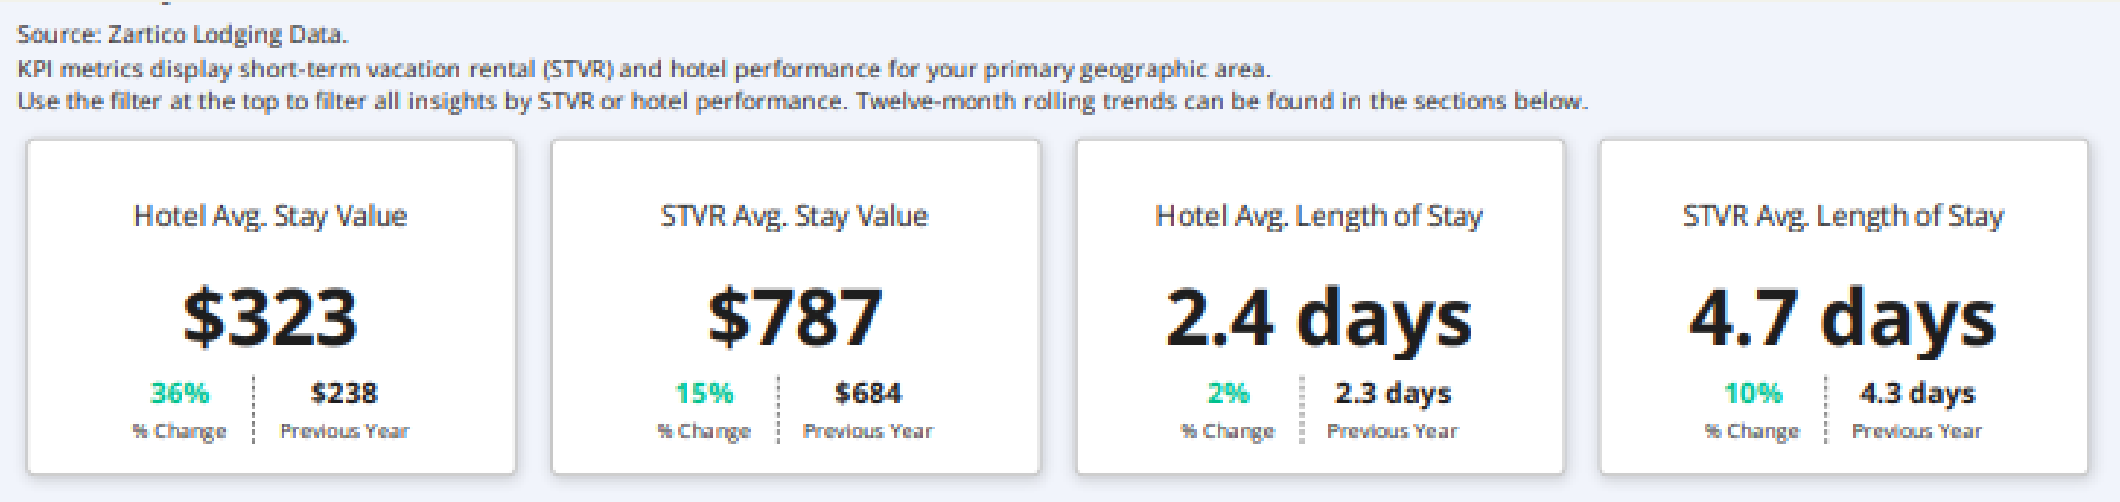 Source: Zartico Lodging Data.
KPI metrics display short-term vacation rental (STVR) and hotel performance for your primary geographic area.
Use the filter at the top to filter all insights by STVR or hotel performance. Twelve-month rolling trends can be found in the sections below.
Hotel Avg. Stay Value
$323
36%
% Change
$238
Previous Year
STVR Avg. Stay Value
$787
15%
% Change
$684
Previous Year
Hotel Avg. Length of Stay
2.4 days
2%
% Change
2.3 days
Previous Year
STVR Avg. Length of Stay
4.7 days
10%
% Change
4.3 days
Previous Year